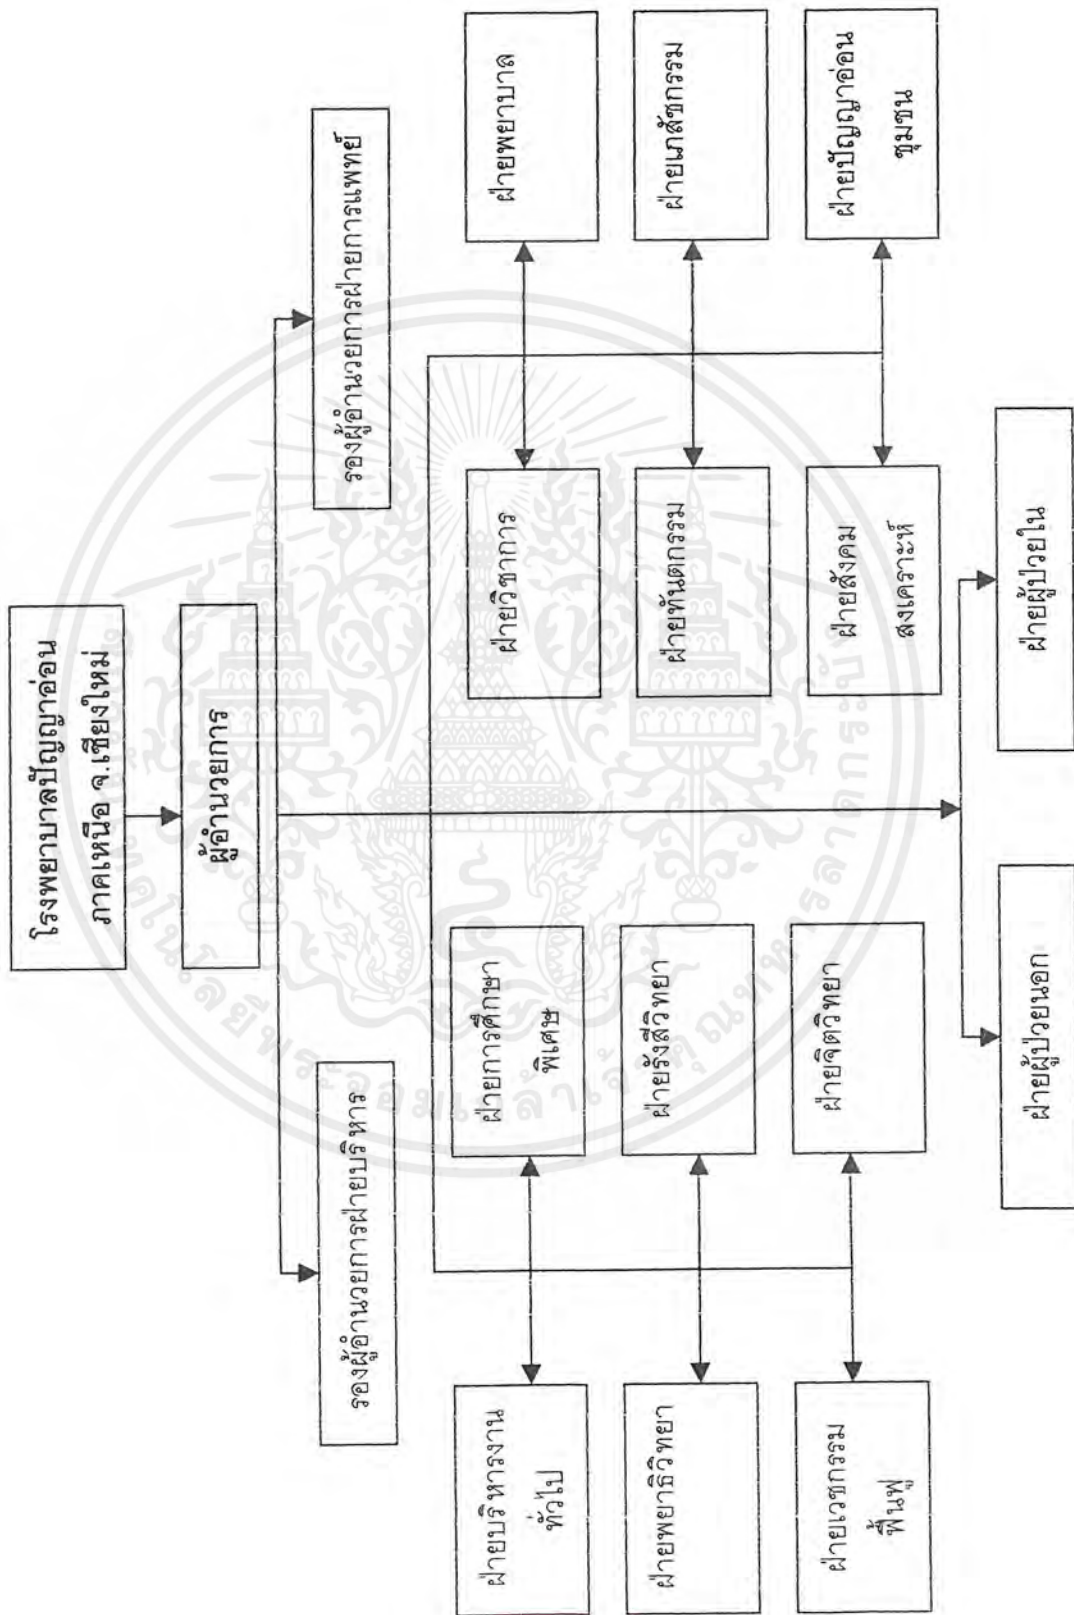 โรงพยาบาลปัญญาอ่อน
ภาคเหนือ จ.เชียงใหม่
ผู้อำนวยการ
รองผู้อำนวยการฝ่ายบริหาร
รองผู้อำนวยการฝ่ายการแพทย์
ฝ่ายบริหารงาน
ทั่วไป
ฝ่ายการศึกษา
พิเศษ
ฝ่ายวิชาการ
ฝ่ายพยาบาล
ฝ่ายพยาธิวิทยา
ฝ่ายรังสีวิทยา
ฝ่ายทันตกรรม
ฝ่ายเภสัชกรรม
ฝ่ายเวชกรรม
ฟื้นฟู
ฝ่ายจิตวิทยา
ฝ่ายสังคม
สงเคราะห์
ฝ่ายปัญญาอ่อน
ชุมชน
ฝ่ายผู้ป่วยนอก
ฝ่ายผู้ป่วยใน